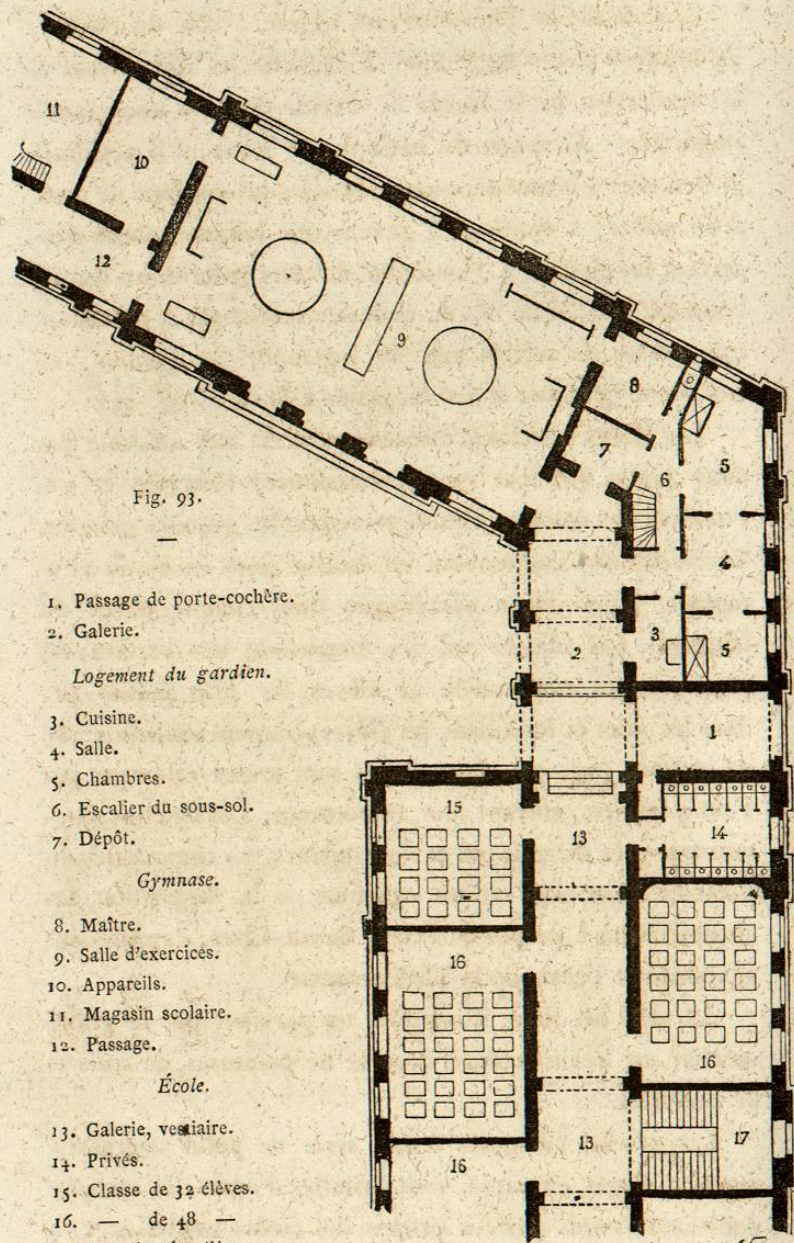 Fig. 93.
—
1. Passage de porte-cochère.
2. Galerie.
Logement du gardien.
3. Cuisine.
4. Salle.
5. Chambres.
6. Escalier du sous-sol.
7. Dépôt.
Gymnase.
8. Maître.
9. Salle d'exercices.
10. Appareils.
11. Magasin scolaire.
12. Passage.
École.
13. Galerie, vestiaire.
14. Privés.
15. Classe de 32 élèves.
16. — de 48 —
11
10
12
9
8
7
6
5
4
3
5
2
1
15
13
14
16
16
13
17
16